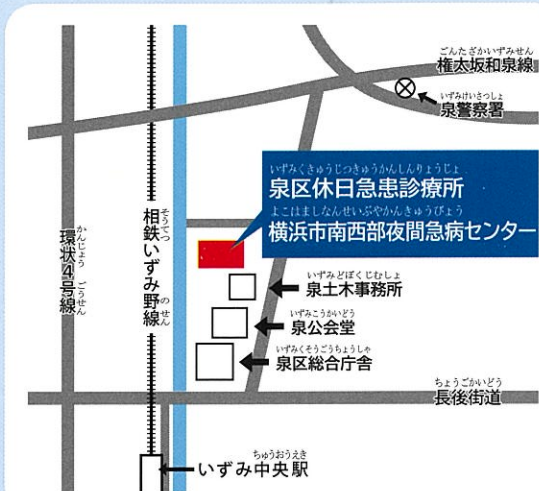 ごんたざかいずみせん
権太坂和泉線
いずみけいさつしょ
泉警察署
いずみくきゅうじつきゅうかんしんりょうじょ
泉区休日急患診療所
よこはましなんせいぶやかんきゅうびょう
横浜市南西部夜間急病センター
かんじょう ごうせん
環状4号線
そうてつ のせん
相鉄いずみ野線
いずみどぼくじむしょ
泉土木事務所
いずみこうかいどう
泉公会堂
いずみくそうごうちょうしゃ
泉区総合庁舎
ちょうごかいどう
長後街道
ちゅうおうえき
いずみ中央駅